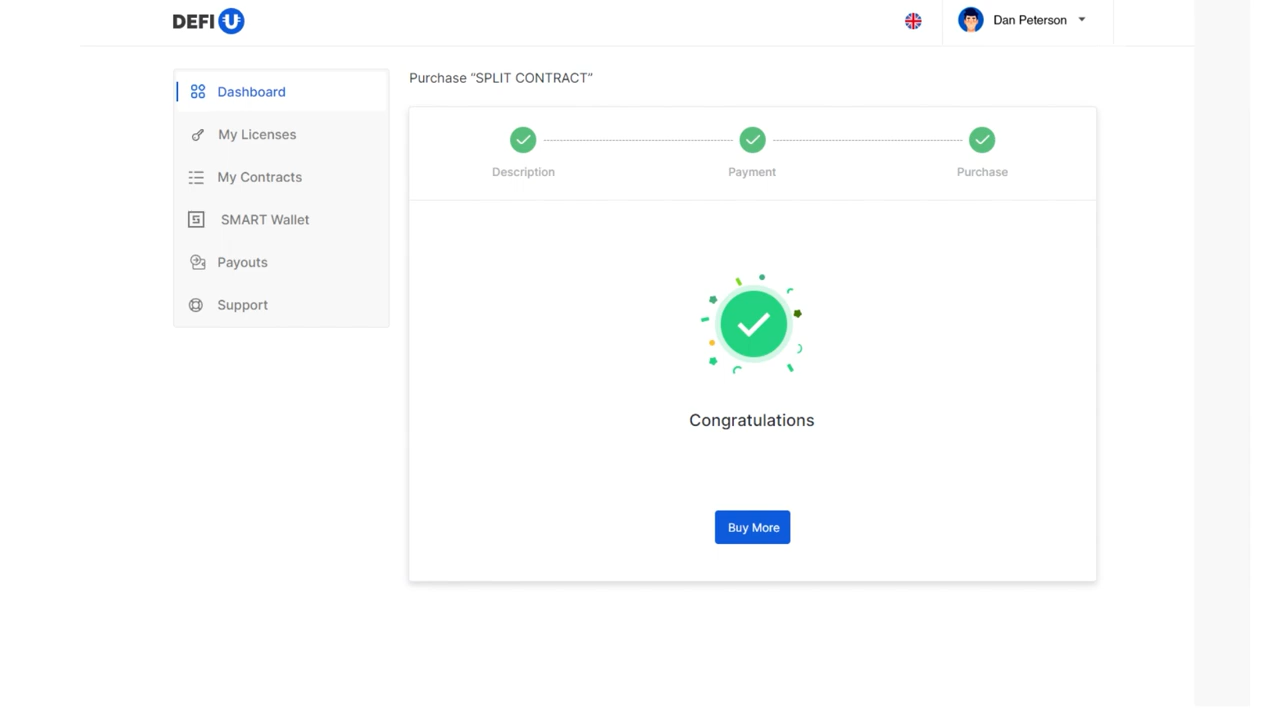 DEFI U
Dan Peterson
Dashboard
My Licenses
My Contracts
SMART Wallet
Payouts
Support
Purchase “SPLIT CONTRACT”
Description
Payment
Purchase
Congratulations
Buy More